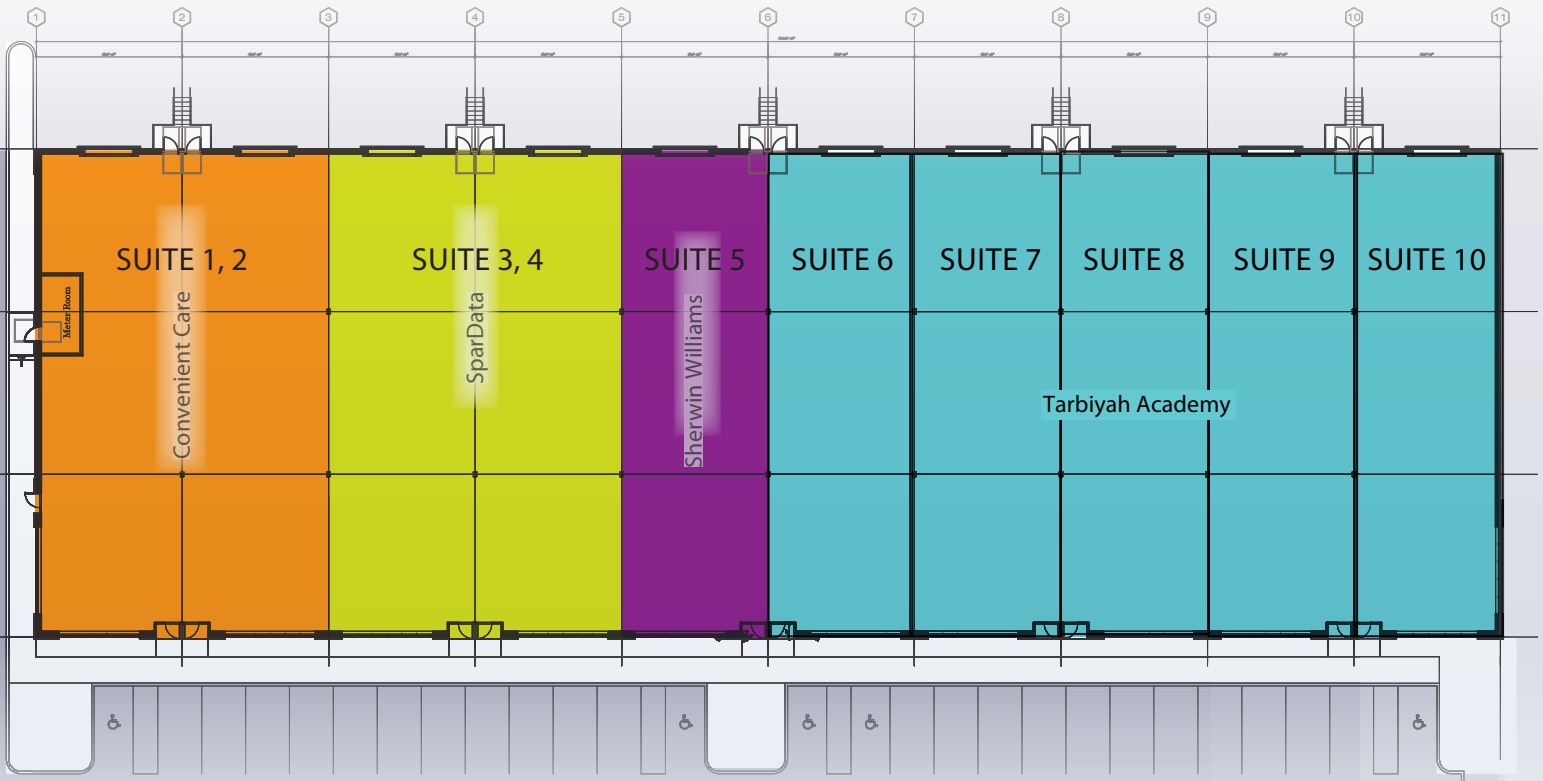 1 2 3 4 5 6 7 8 9 10 11
SUITE 1, 2
SUITE 3, 4
SUITE 5
SUITE 6
SUITE 7
SUITE 8
SUITE 9
SUITE 10
Meter Room
Convenient Care
SparData
Sherwin Williams
Tarbiyah Academy